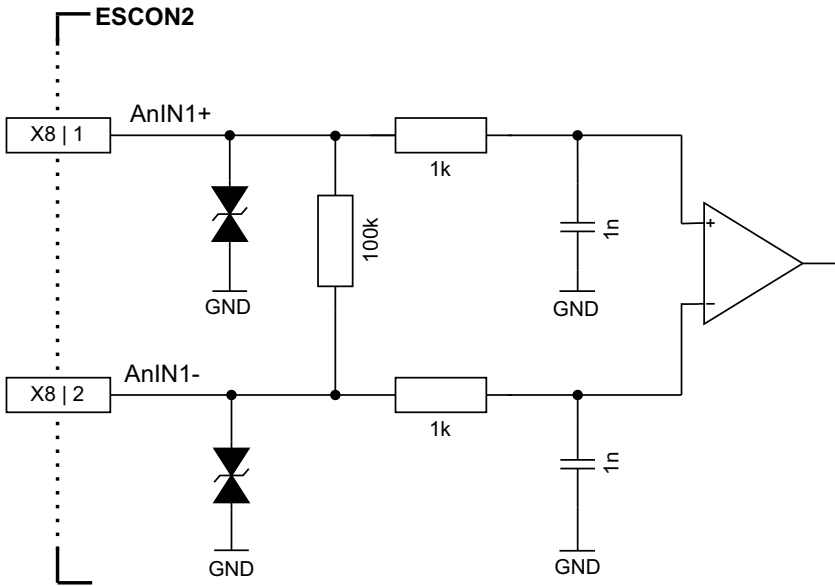 ESCON2
AnIN1+
X8 | 1
1k
100k
1n
+
GND
GND
−
AnIN1-
X8 | 2
1k
1n
GND
GND